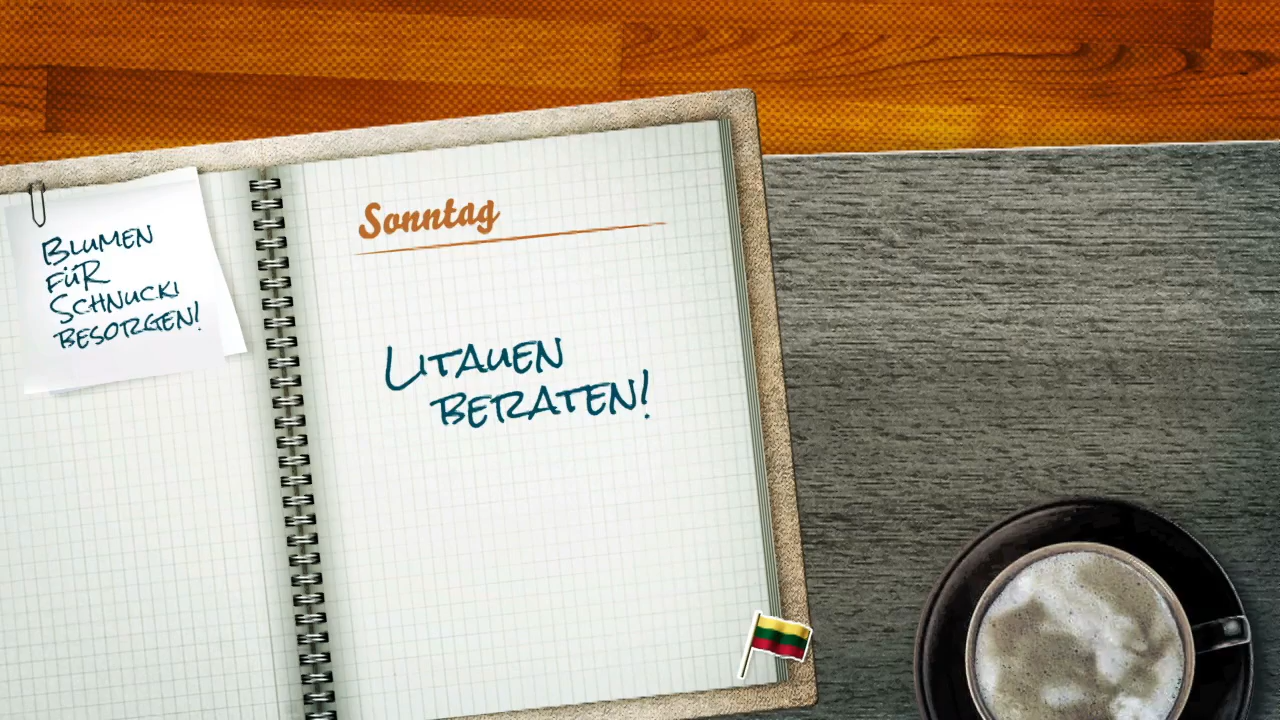 BLUMEN
FÜR
SCHNUCKI
BESORGEN!
Sonntag
LITAUEN
BERATEN!